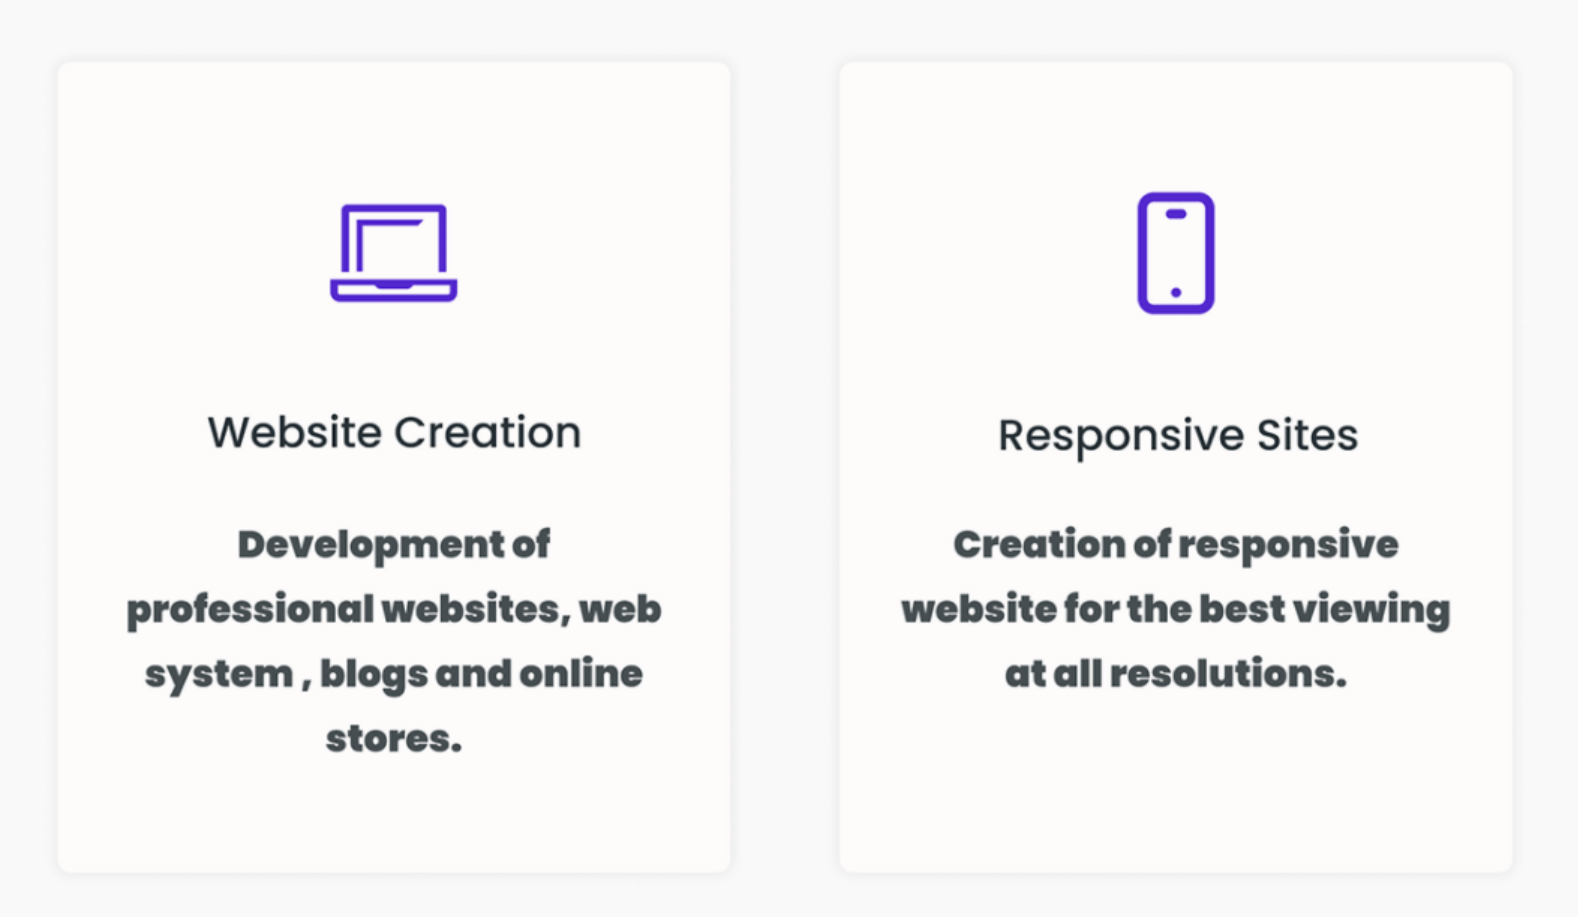 Website Creation
Development of
professional websites, web
system , blogs and online
stores.
Responsive Sites
Creation of responsive
website for the best viewing
at all resolutions.